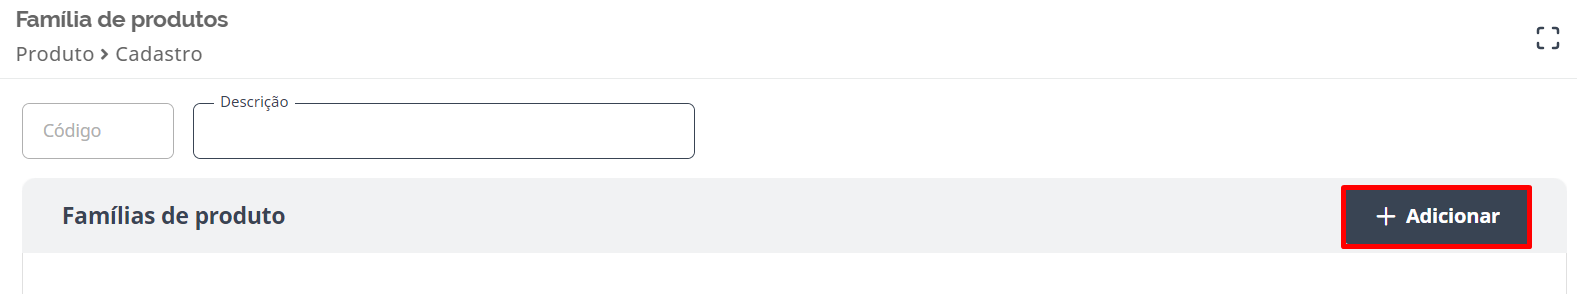 Família de produtos
Produto > Cadastro
Código
Descrição
Famílias de produto
+ Adicionar